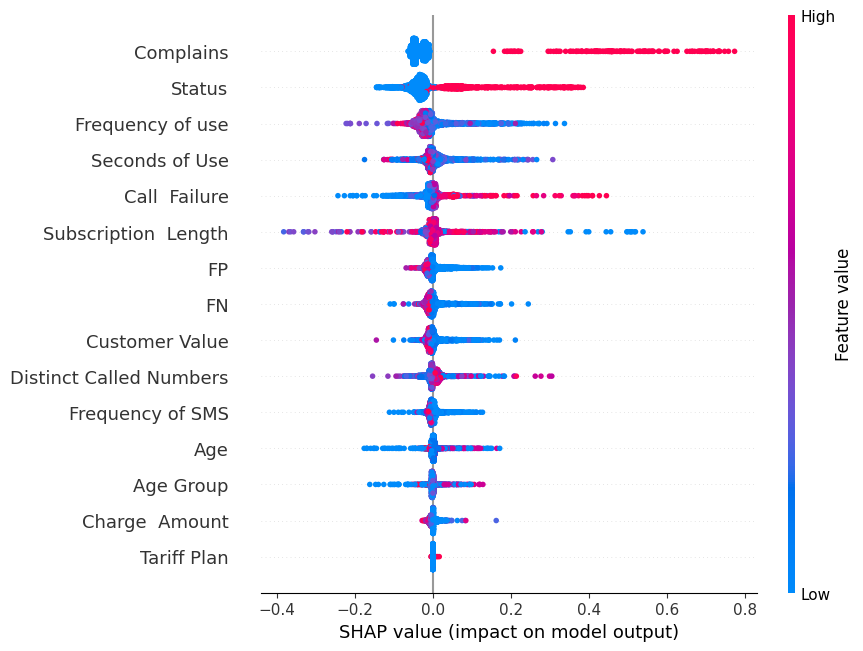 High
Complains
Status
Frequency of use
Seconds of Use
Call  Failure
Subscription  Length
FP
FN
Customer Value
Distinct Called Numbers
Frequency of SMS
Age
Age Group
Charge  Amount
Tariff Plan
Feature value
Low
−0.4 −0.2 0.0 0.2 0.4 0.6 0.8
SHAP value (impact on model output)